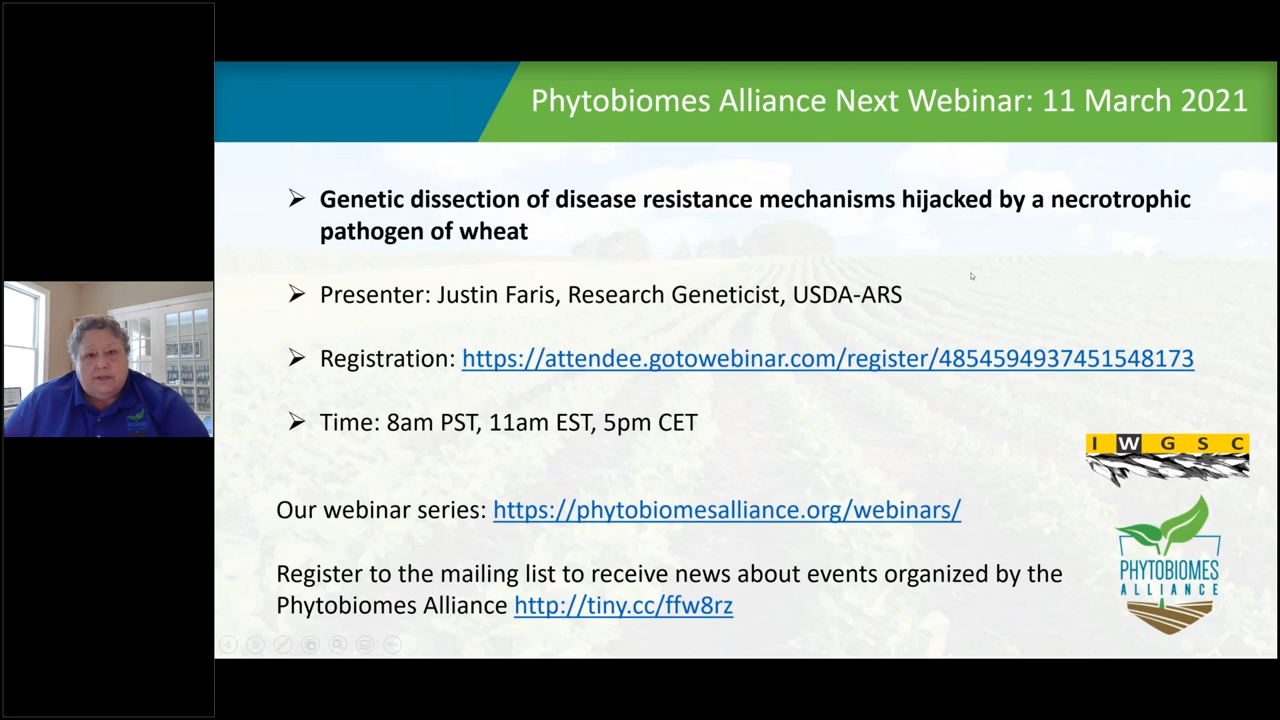 Phytobiomes Alliance Next Webinar: 11 March 2021
Genetic dissection of disease resistance mechanisms hijacked by a necrotrophic
pathogen of wheat
Presenter: Justin Faris, Research Geneticist, USDA-ARS
Registration: https://attendee.gotowebinar.com/register/4854594937451548173
Time: 8am PST, 11am EST, 5pm CET
I W G S C
Our webinar series: https://phytobiomesalliance.org/webinars/
PHYTOBIOMES
ALLIANCE
Register to the mailing list to receive news about events organized by the
Phytobiomes Alliance http://tiny.cc/ffw8rz